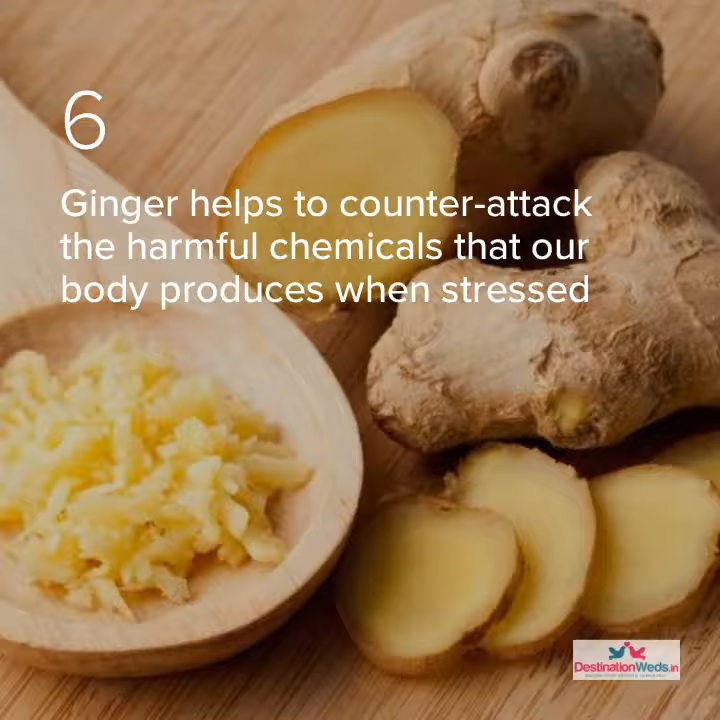 6
Ginger helps to counter-attack
the harmful chemicals that our
body produces when stressed
DestinationWeds.in